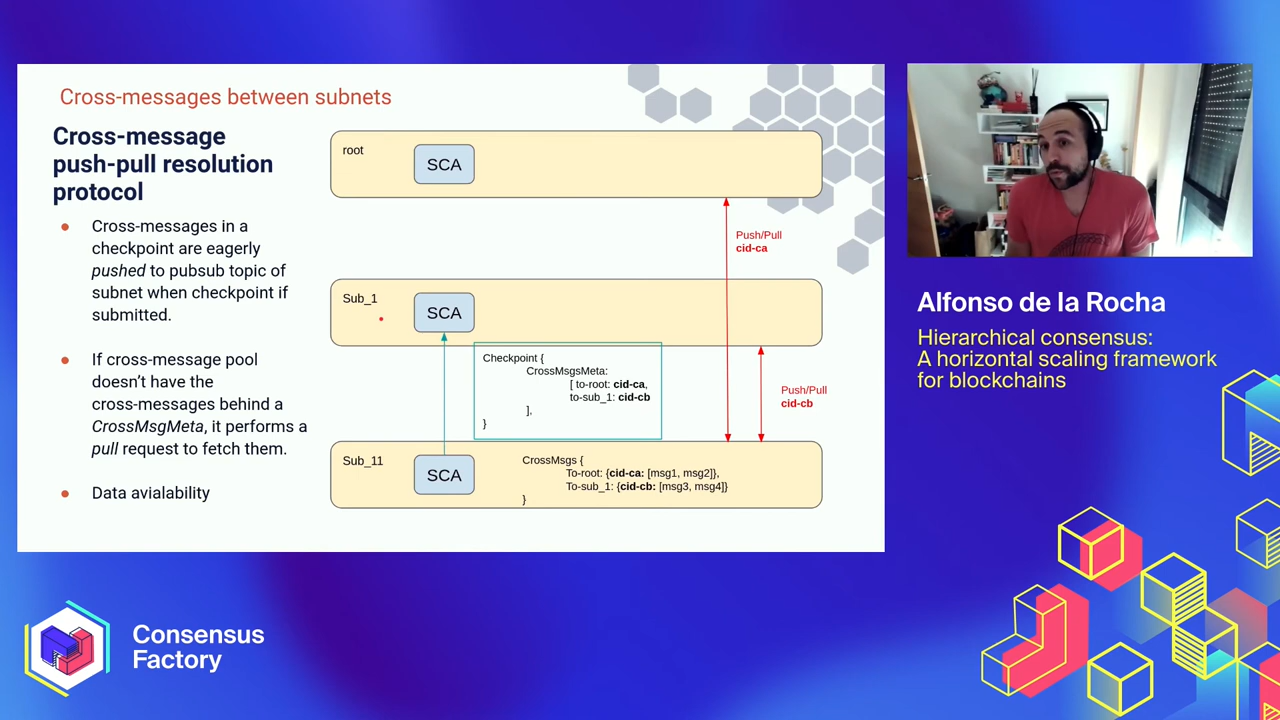 Cross-messages between subnets
Cross-message
push-pull resolution
protocol
Cross-messages in a
checkpoint are eagerly
pushed to pubsub topic of
subnet when checkpoint if
submitted.
If cross-message pool
doesn't have the
cross-messages behind a
CrossMsgMeta, it performs a
pull request to fetch them.
Data avialability
root
SCA
Push/Pull
cid-ca
Sub_1
SCA
Checkpoint {
CrossMsgsMeta:
[ to-root: cid-ca,
to-sub_1: cid-cb
],
}
Push/Pull
cid-cb
Sub_11
SCA
CrossMsgs {
To-root: {cid-ca: [msg1, msg2]},
To-sub_1: {cid-cb: [msg3, msg4]}
}
Alfonso de la Rocha
Hierarchical consensus:
A horizontal scaling framework
for blockchains
Consensus
Factory